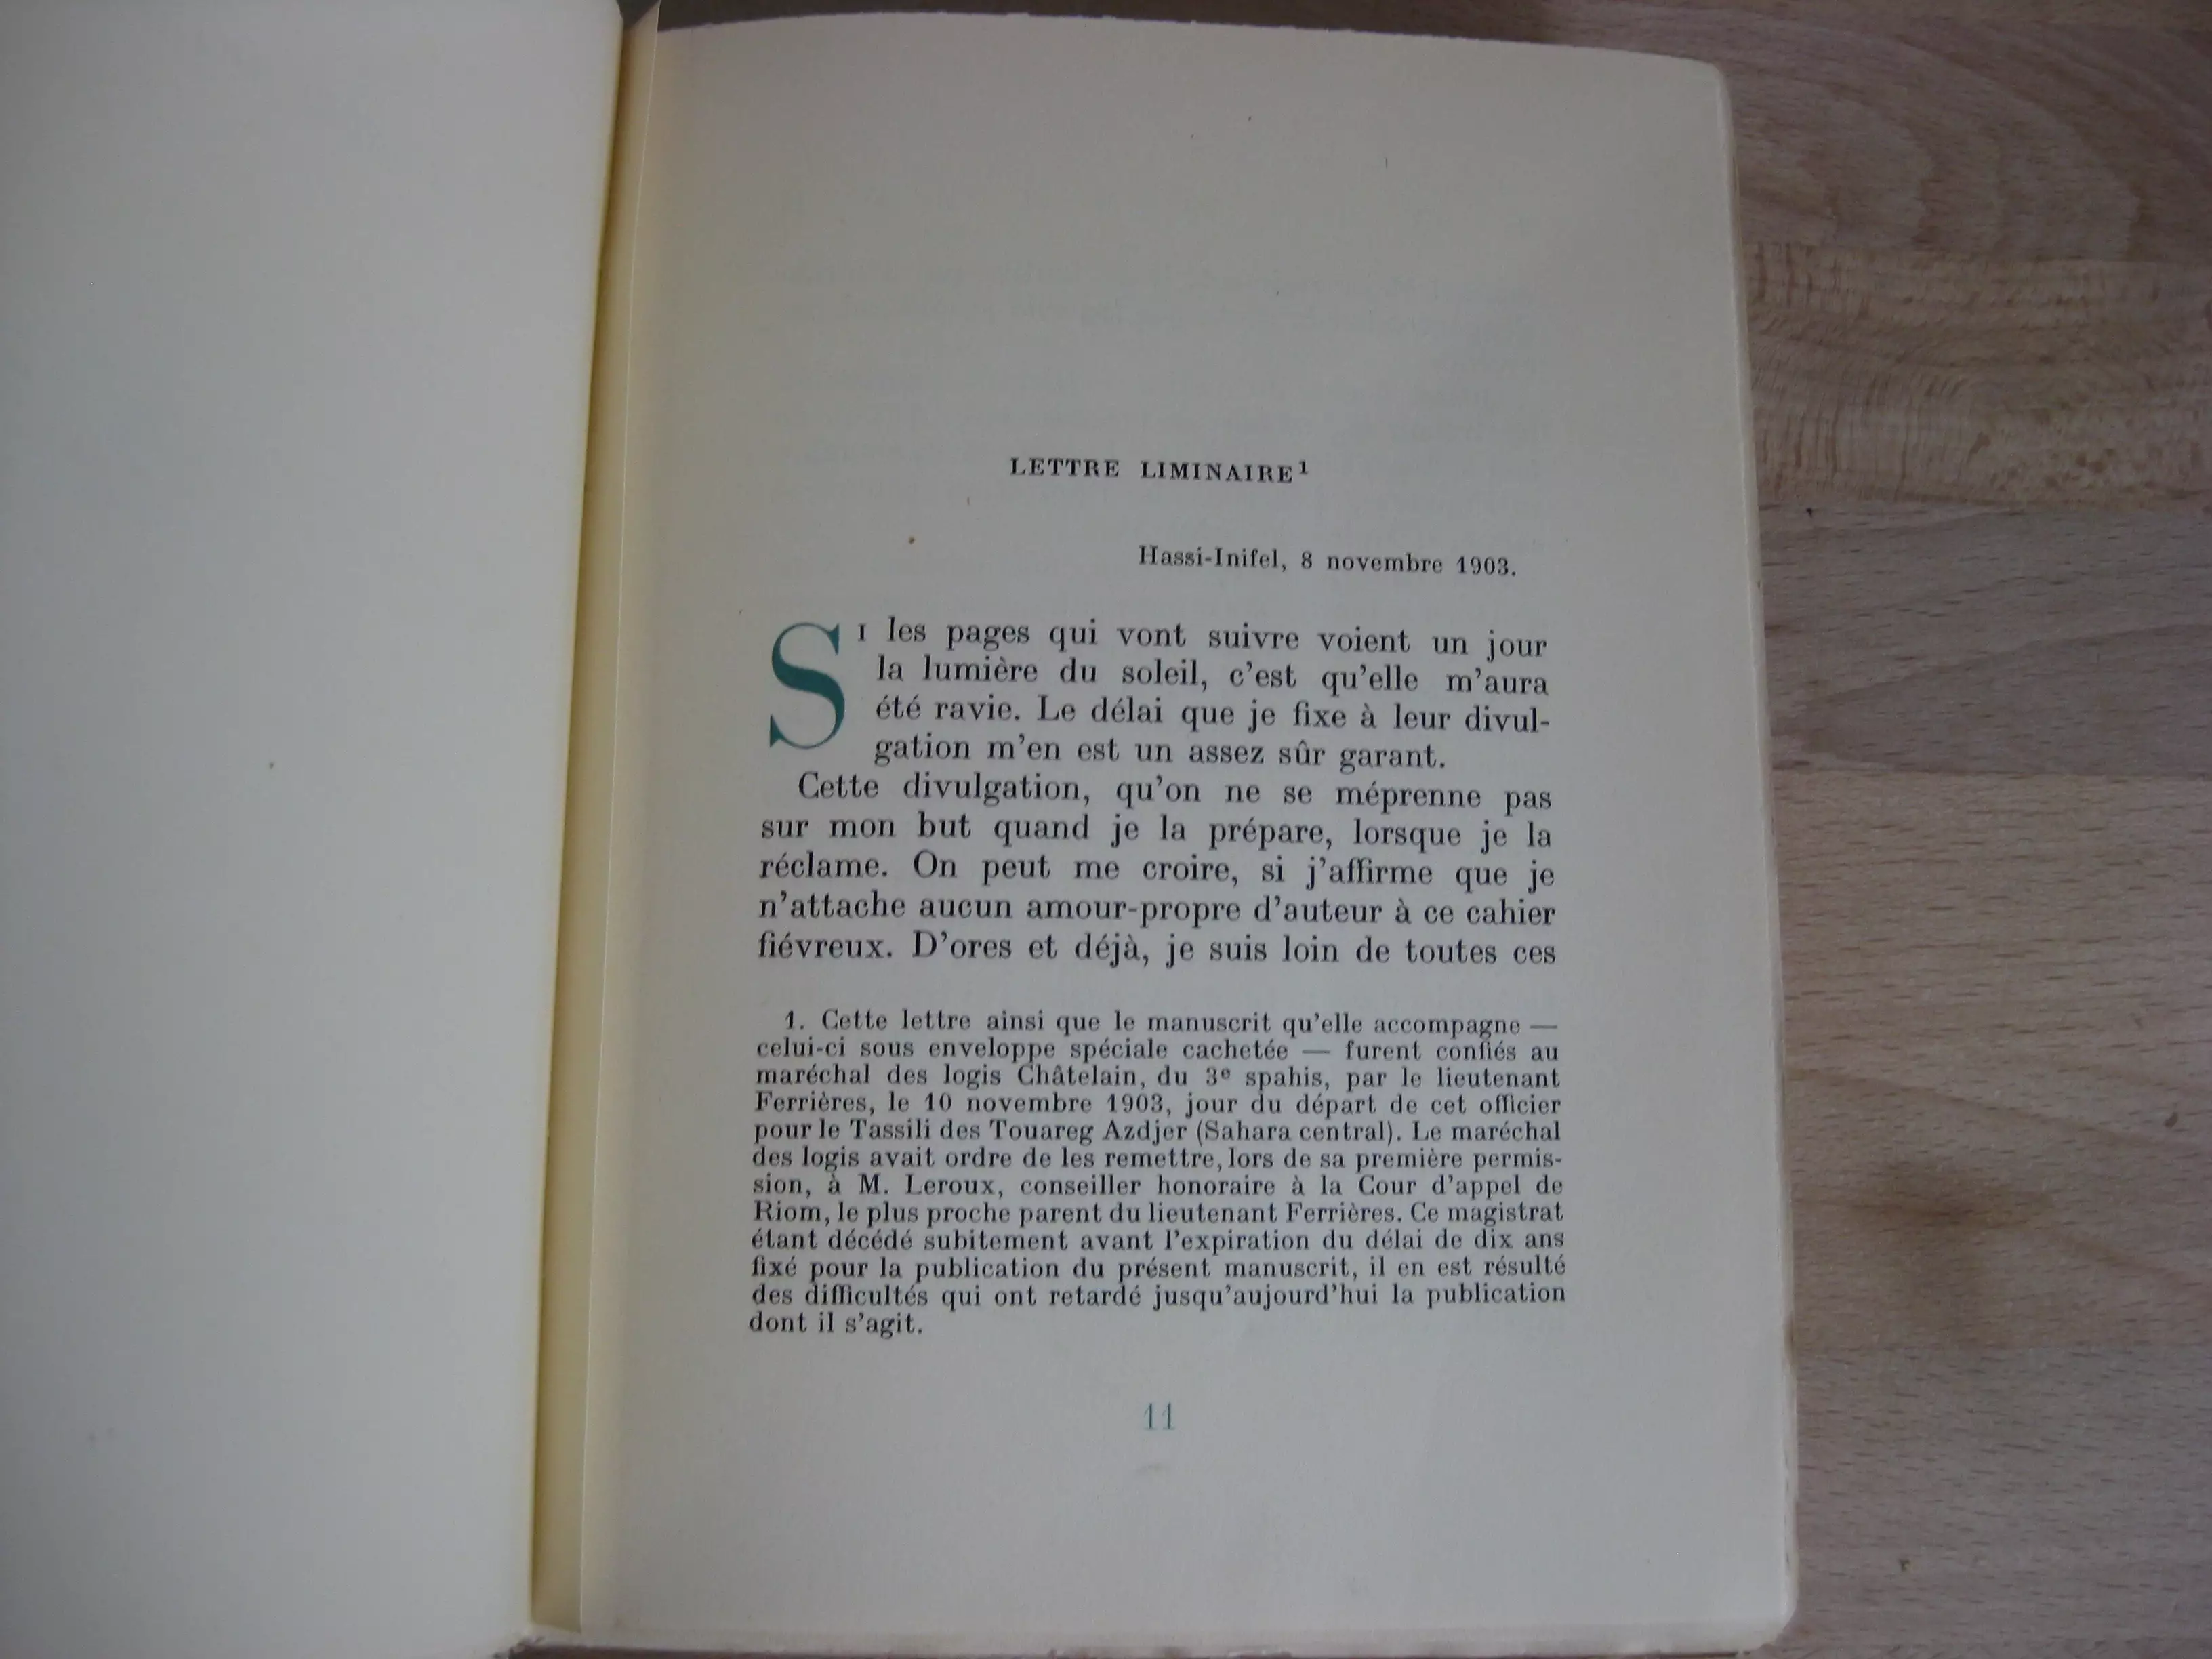 LETTRE LIMINAIRE¹
Hassi-Inifel, 8 novembre 1903.
SI les pages qui vont suivre voient un jour
la lumière du soleil, c'est qu'elle m'aura
été ravie. Le délai que je fixe à leur divul-
gation m'en est un assez sûr garant.
Cette divulgation, qu'on ne se méprenne pas
sur mon but quand je la prépare, lorsque je la
réclame. On peut me croire, si j'affirme que je
n'attache aucun amour-propre d'auteur à ce cahier
fiévreux. D'ores et déjà, je suis loin de toutes ces
1. Cette lettre ainsi que le manuscrit qu'elle accompagne —
celui-ci sous enveloppe spéciale cachetée — furent confiés au
maréchal des logis Châtelain, du 3e spahis, par le lieutenant
Ferrières, le 10 novembre 1903, jour du départ de cet officier
pour le Tassili des Touareg Azdjer (Sahara central). Le maréchal
des logis avait ordre de les remettre, lors de sa première permis-
sion, à M. Leroux, conseiller honoraire à la Cour d'appel de
Riom, le plus proche parent du lieutenant Ferrières. Ce magistrat
étant décédé subitement avant l'expiration du délai de dix ans
fixé pour la publication du présent manuscrit, il en est résulté
des difficultés qui ont retardé jusqu'aujourd'hui la publication
dont il s'agit.
11